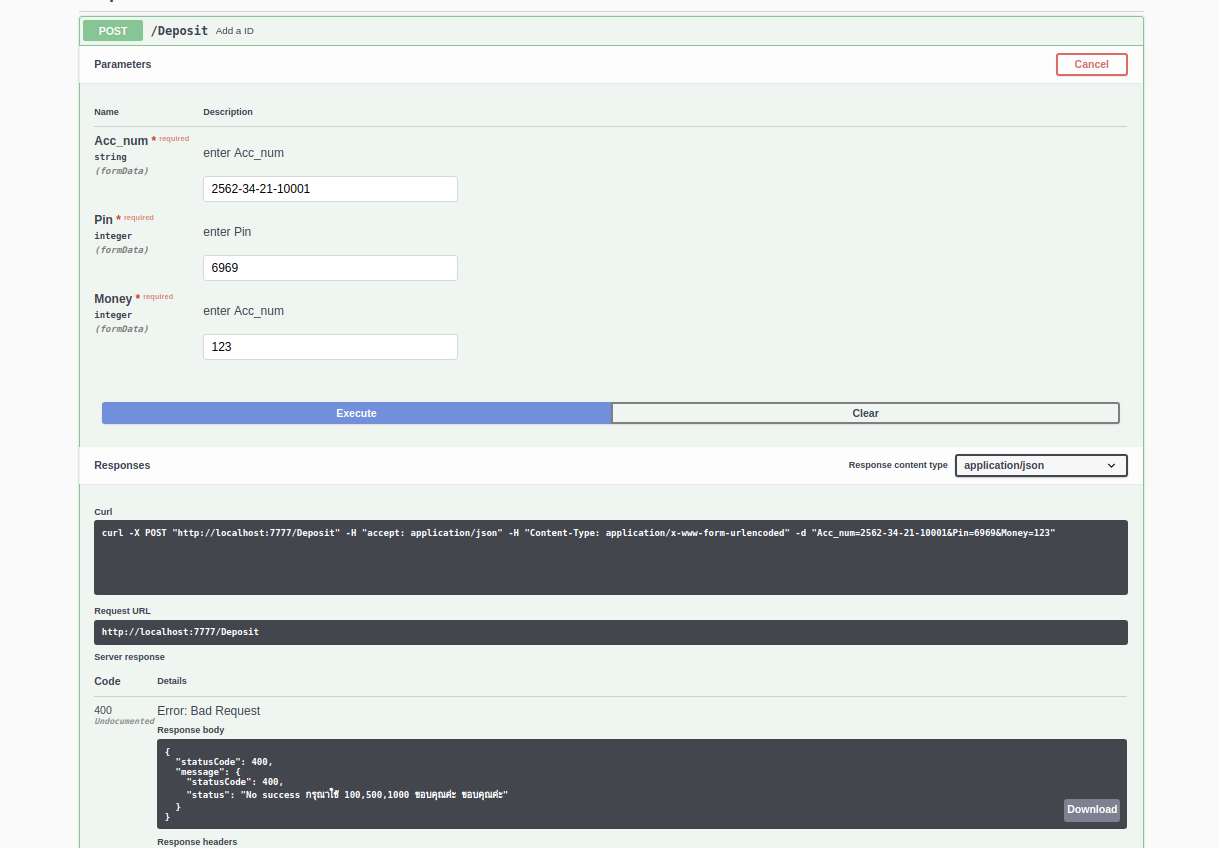 POST /Deposit Add a ID
Parameters
Cancel
Name Description
Acc_num * required
string
(formData)
enter Acc_num
2562-34-21-10001
Pin * required
integer
(formData)
enter Pin
6969
Money * required
integer
(formData)
enter Acc_num
123
Execute
Clear
Responses
Response content type
application/json
Curl
curl -X POST "http://localhost:7777/Deposit" -H "accept: application/json" -H "Content-Type: application/x-www-form-urlencoded" -d "Acc_num=2562-34-21-10001&Pin=6969&Money=123"
Request URL
http://localhost:7777/Deposit
Server response
Code Details
400
Undocumented
Error: Bad Request
Response body
{
"statusCode": 400,
"message": {
"statusCode": 400,
"status": "No success กรุณาใช้ 100,500,1000 ขอบคุณค่ะ ขอบคุณค่ะ"
}
}
Download
Response headers